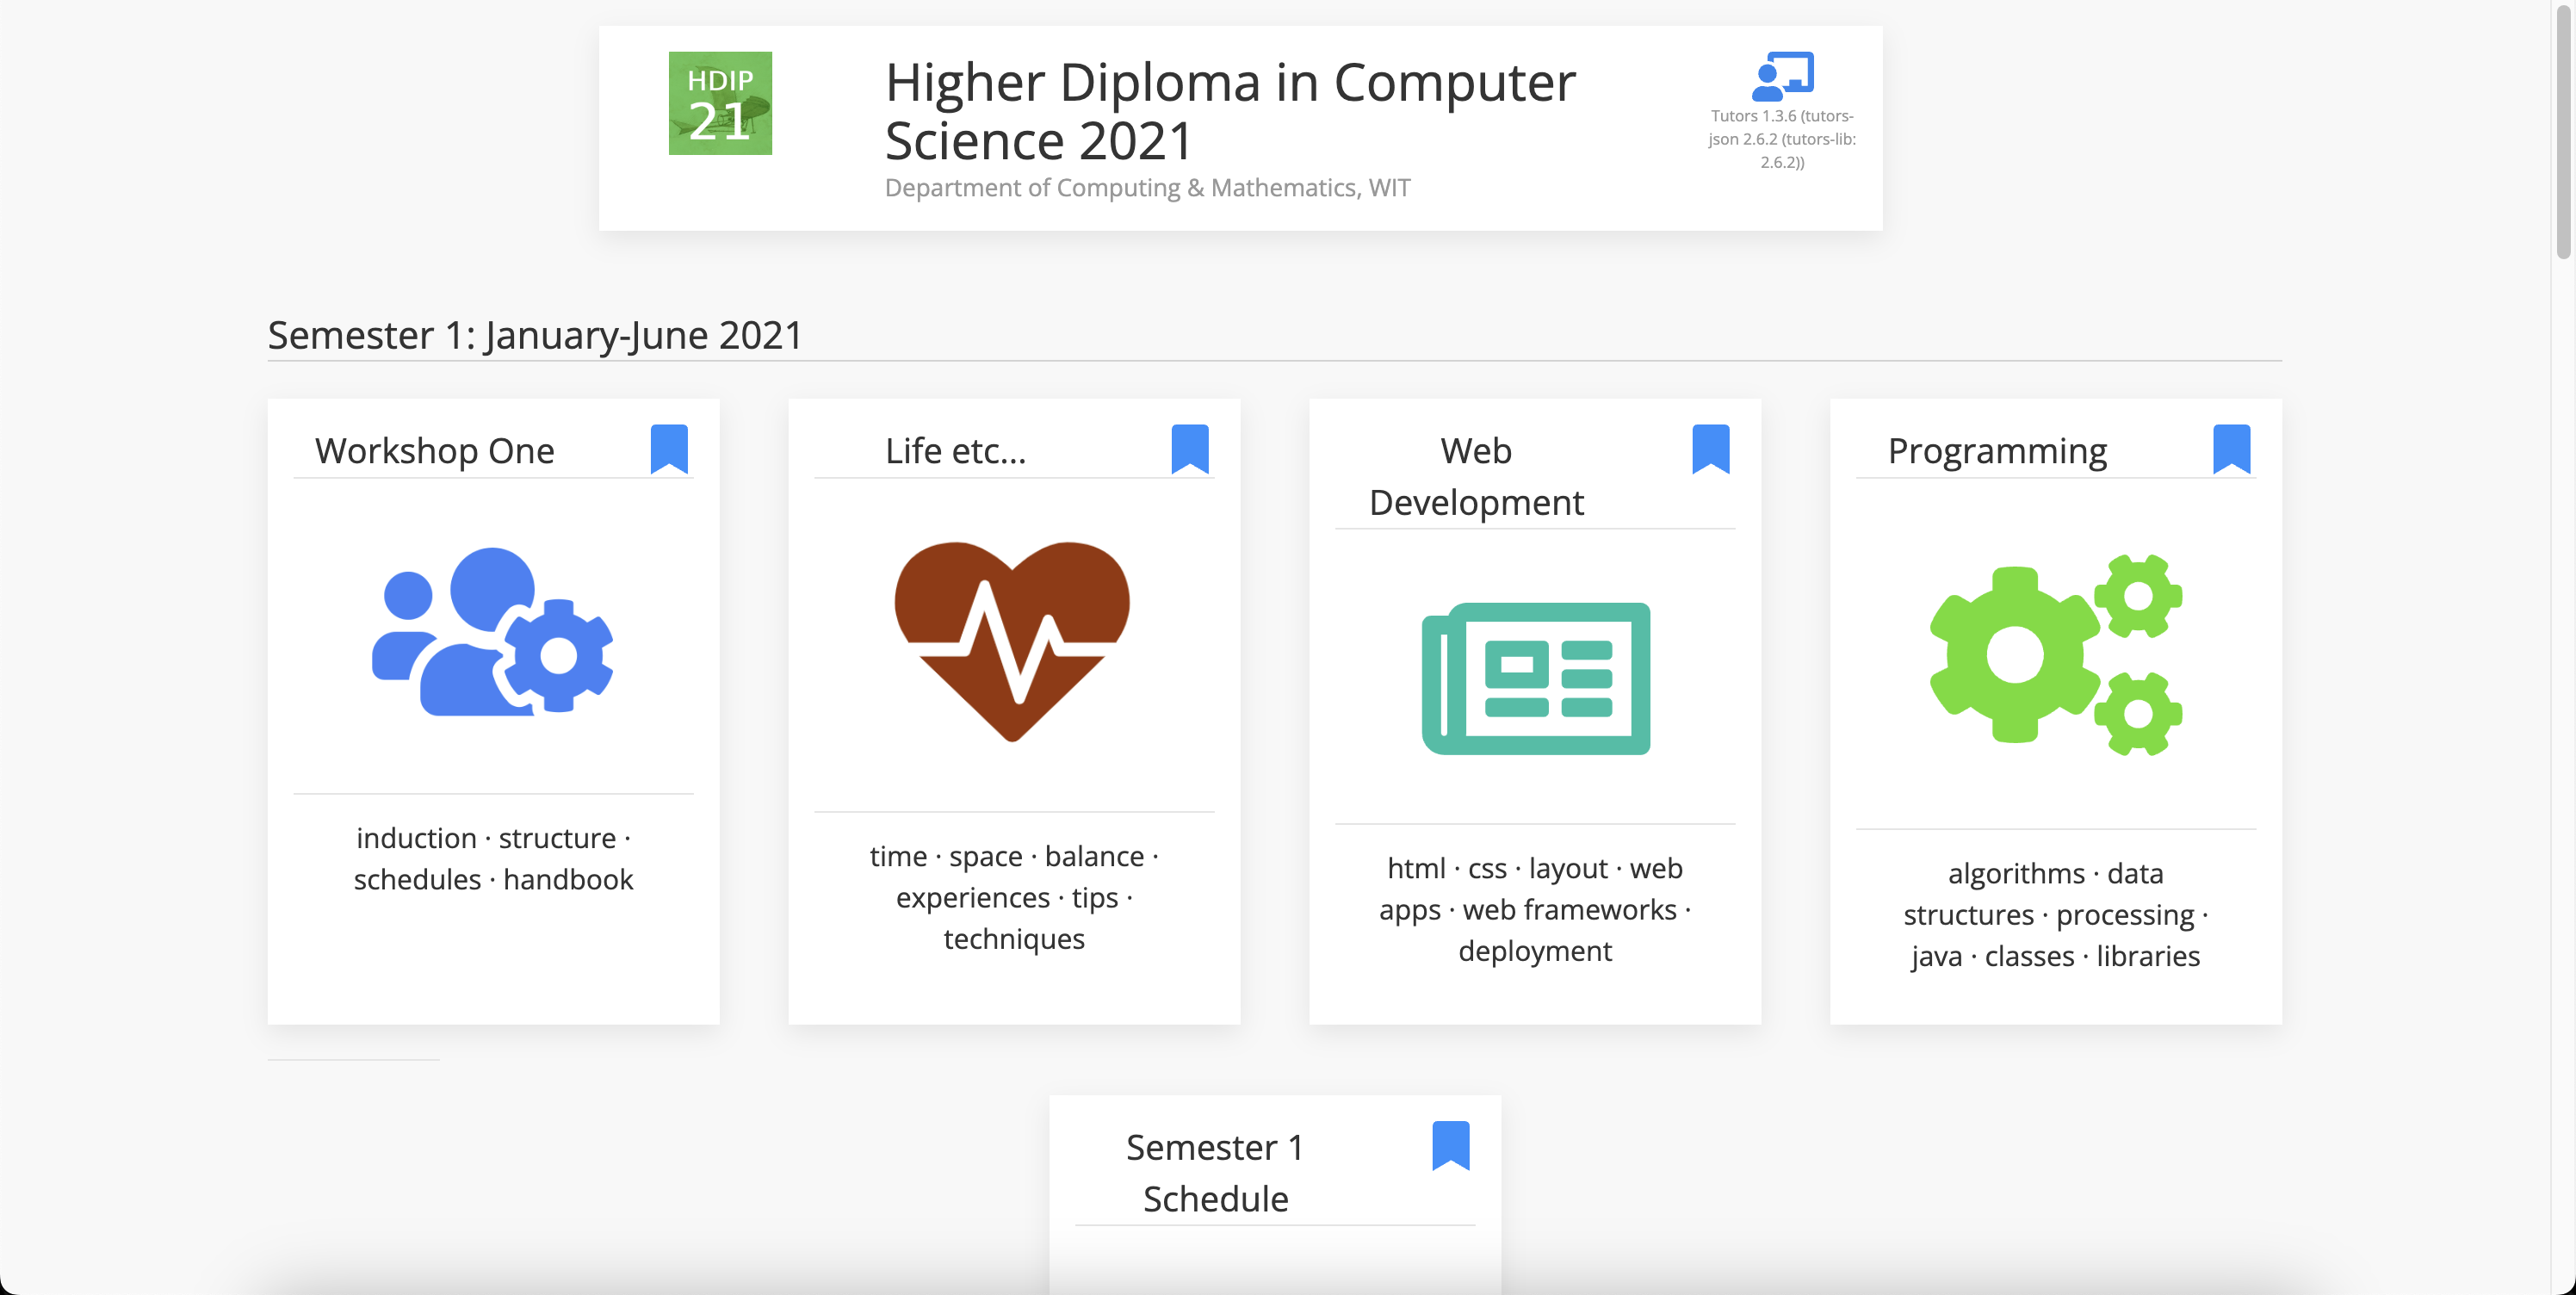 HDIP
21
Higher Diploma in Computer
Science 2021
Department of Computing & Mathematics, WIT
Tutors 1.3.6 (tutors-
json 2.6.2 (tutors-lib:
2.6.2))
Semester 1: January-June 2021
Workshop One
induction · structure ·
schedules · handbook
Life etc...
time · space · balance ·
experiences · tips ·
techniques
Web
Development
html · css · layout · web
apps · web frameworks ·
deployment
Programming
algorithms · data
structures · processing ·
java · classes · libraries
Semester 1
Schedule